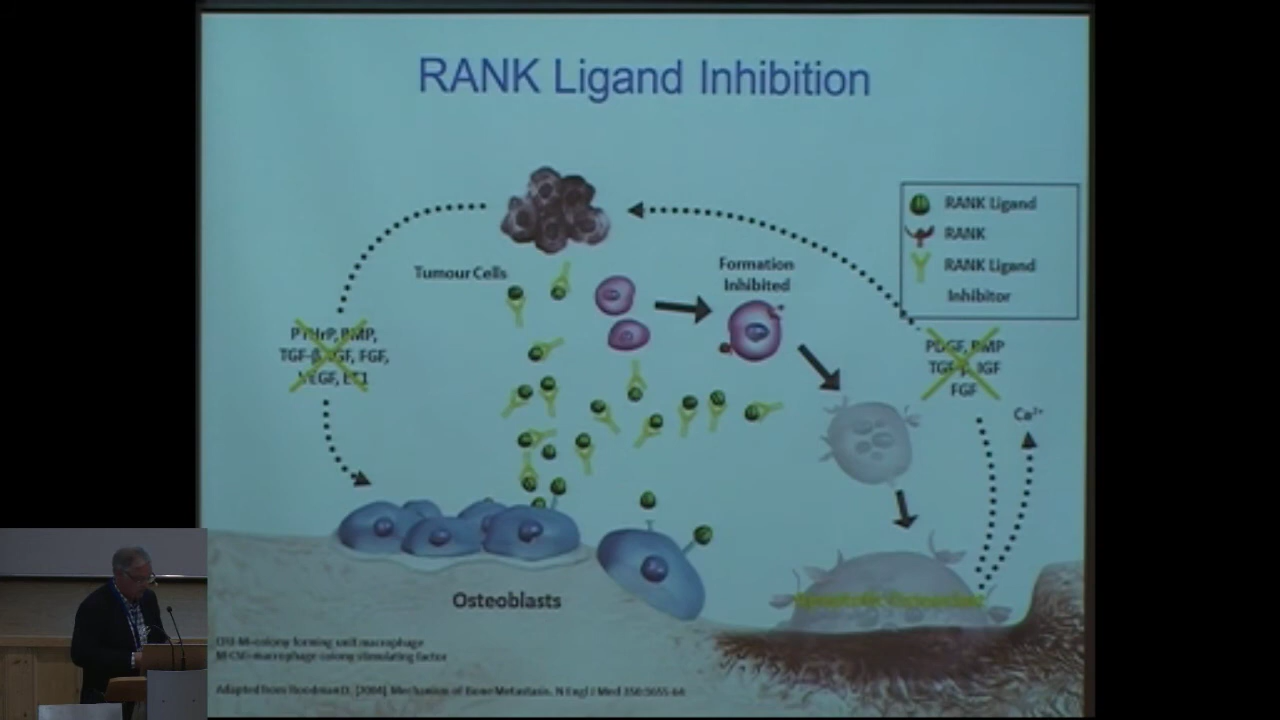 RANK Ligand Inhibition
RANK Ligand
RANK
RANK Ligand
Inhibitor
Tumour Cells
Formation
Inhibited
PTHrP, BMP,
TGF-β, IGF, FGF,
VEGF, ET1
PDGF, BMP
TGF-β, IGF
FGF
Ca²⁺
Osteoblasts
CFU-M=colony forming unit macrophage
M-CSF=macrophage colony stimulating factor
Adapted from Roodman D. [2004]. Mechanism of Bone Metastasis. N Engl J Med 350:1655-64